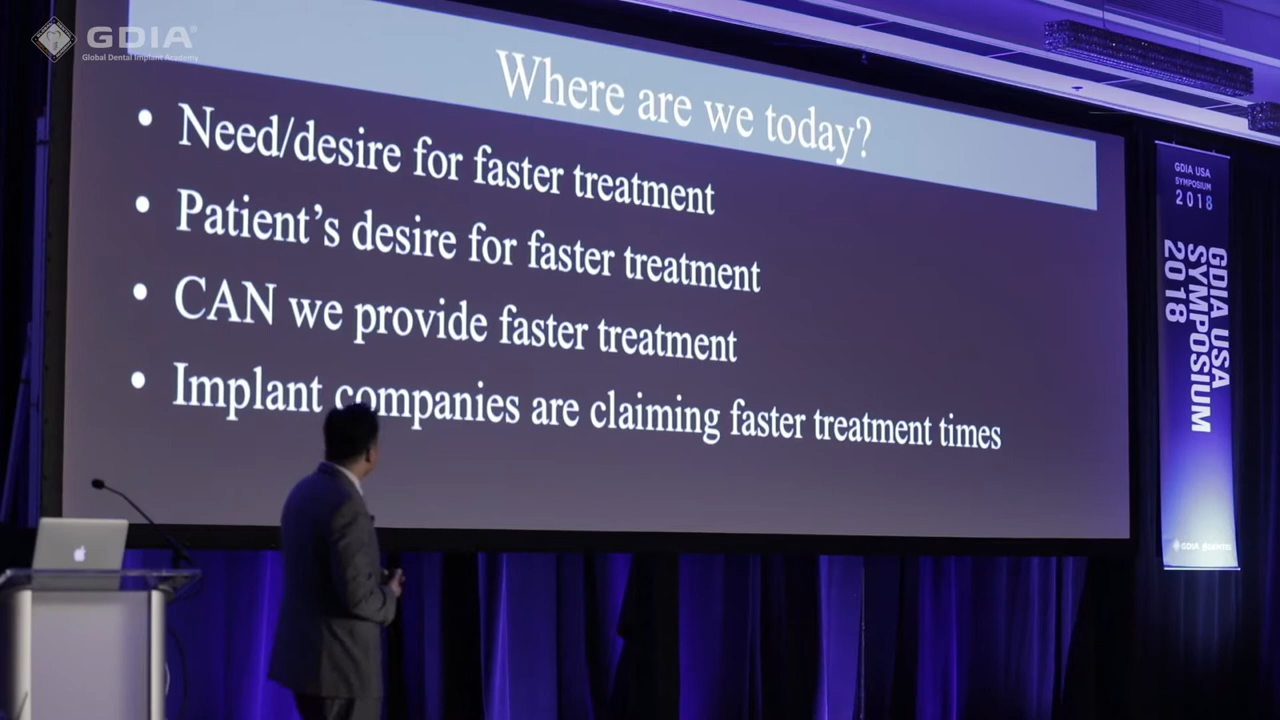 GDIA®
Global Dental Implant Academy
Where are we today?
• Need/desire for faster treatment
• Patient’s desire for faster treatment
• CAN we provide faster treatment
• Implant companies are claiming faster treatment times
GDIA USA
SYMPOSIUM
2018
GDIA USA
SYMPOSIUM
2018
GDIA